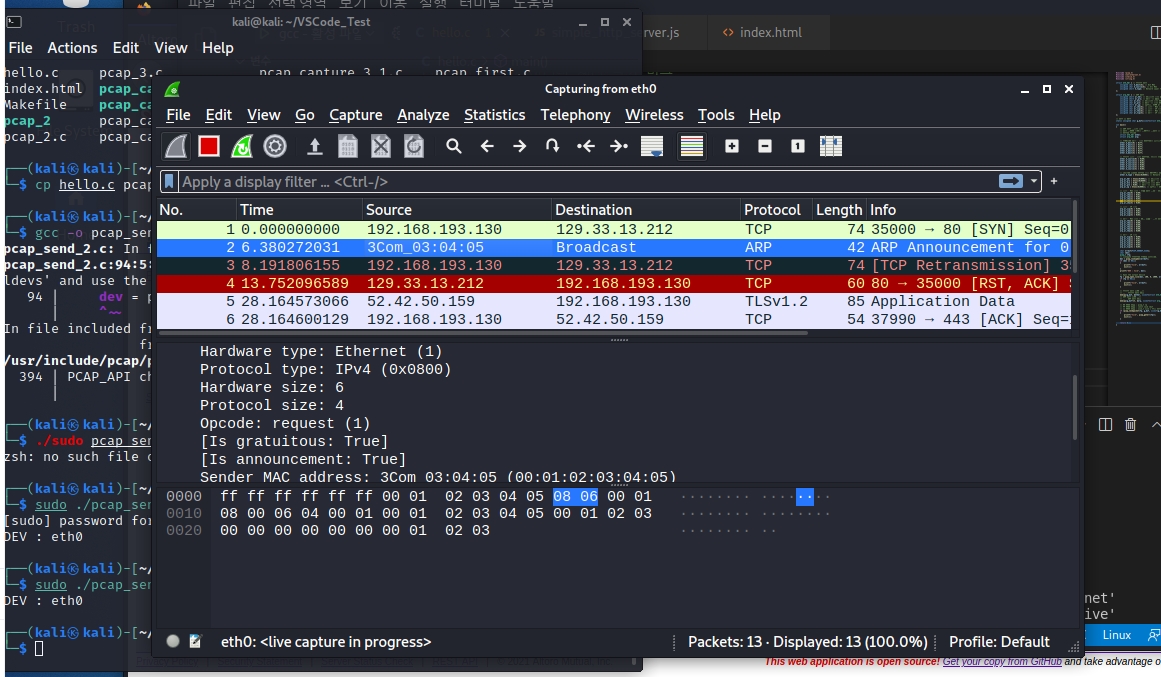 파일 편집 선택 영역 보기 이동 실행 터미널 도움말
kali@kali: ~/VSCode_Test
File Actions Edit View Help
erver.js
index.html
hello.c pcap_3.c pcap_capture_3_1.c pcap_first.c
index.html pcap_ca
Makefile pcap_ca
pcap_2 pcap_ca
pcap_2.c pcap_ca
(kali㉿kali)-[~/
$ cp hello.c pcap
(kali㉿kali)-[~/
$ gcc -o pcap_sen
pcap_send_2.c: In f
pcap_send_2.c:94:5:
ldevs' and use the
94 | dev = p
| ^~~
In file included f
fr
/usr/include/pcap/p
394 | PCAP_API ch
|
(kali㉿kali)-[~/
$ ./sudo pcap_sen
zsh: no such file o
(kali㉿kali)-[~/
$ sudo ./pcap_sen
[sudo] password for
DEV : eth0
(kali㉿kali)-[~/
$ sudo ./pcap_sen
DEV : eth0
(kali㉿kali)-[~/
$
Capturing from eth0
File Edit View Go Capture Analyze Statistics Telephony Wireless Tools Help
Apply a display filter ... <Ctrl-/>
+
No. Time Source Destination Protocol Length Info
1 0.000000000 192.168.193.130 129.33.13.212 TCP 74 35000 → 80 [SYN] Seq=0
2 6.380272031 3Com_03:04:05 Broadcast ARP 42 ARP Announcement for 0
3 8.191806155 192.168.193.130 129.33.13.212 TCP 74 [TCP Retransmission] 3
4 13.752096589 129.33.13.212 192.168.193.130 TCP 60 80 → 35000 [RST, ACK]
5 28.164573066 52.42.50.159 192.168.193.130 TLSv1.2 85 Application Data
6 28.164600129 192.168.193.130 52.42.50.159 TCP 54 37990 → 443 [ACK] Seq=
Hardware type: Ethernet (1)
Protocol type: IPv4 (0x0800)
Hardware size: 6
Protocol size: 4
Opcode: request (1)
[Is gratuitous: True]
[Is announcement: True]
Sender MAC address: 3Com_03:04:05 (00:01:02:03:04:05)
0000 ff ff ff ff ff ff 00 01 02 03 04 05 08 06 00 01 ········ ········
0010 08 00 06 04 00 01 00 01 02 03 04 05 00 01 02 03 ········ ········
0020 00 00 00 00 00 00 00 01 02 03 ········ ··
eth0: <live capture in progress>
Packets: 13 · Displayed: 13 (100.0%)
Profile: Default
net'
ive'
Linux
This web application is open source! Get your copy from GitHub and take advantage o